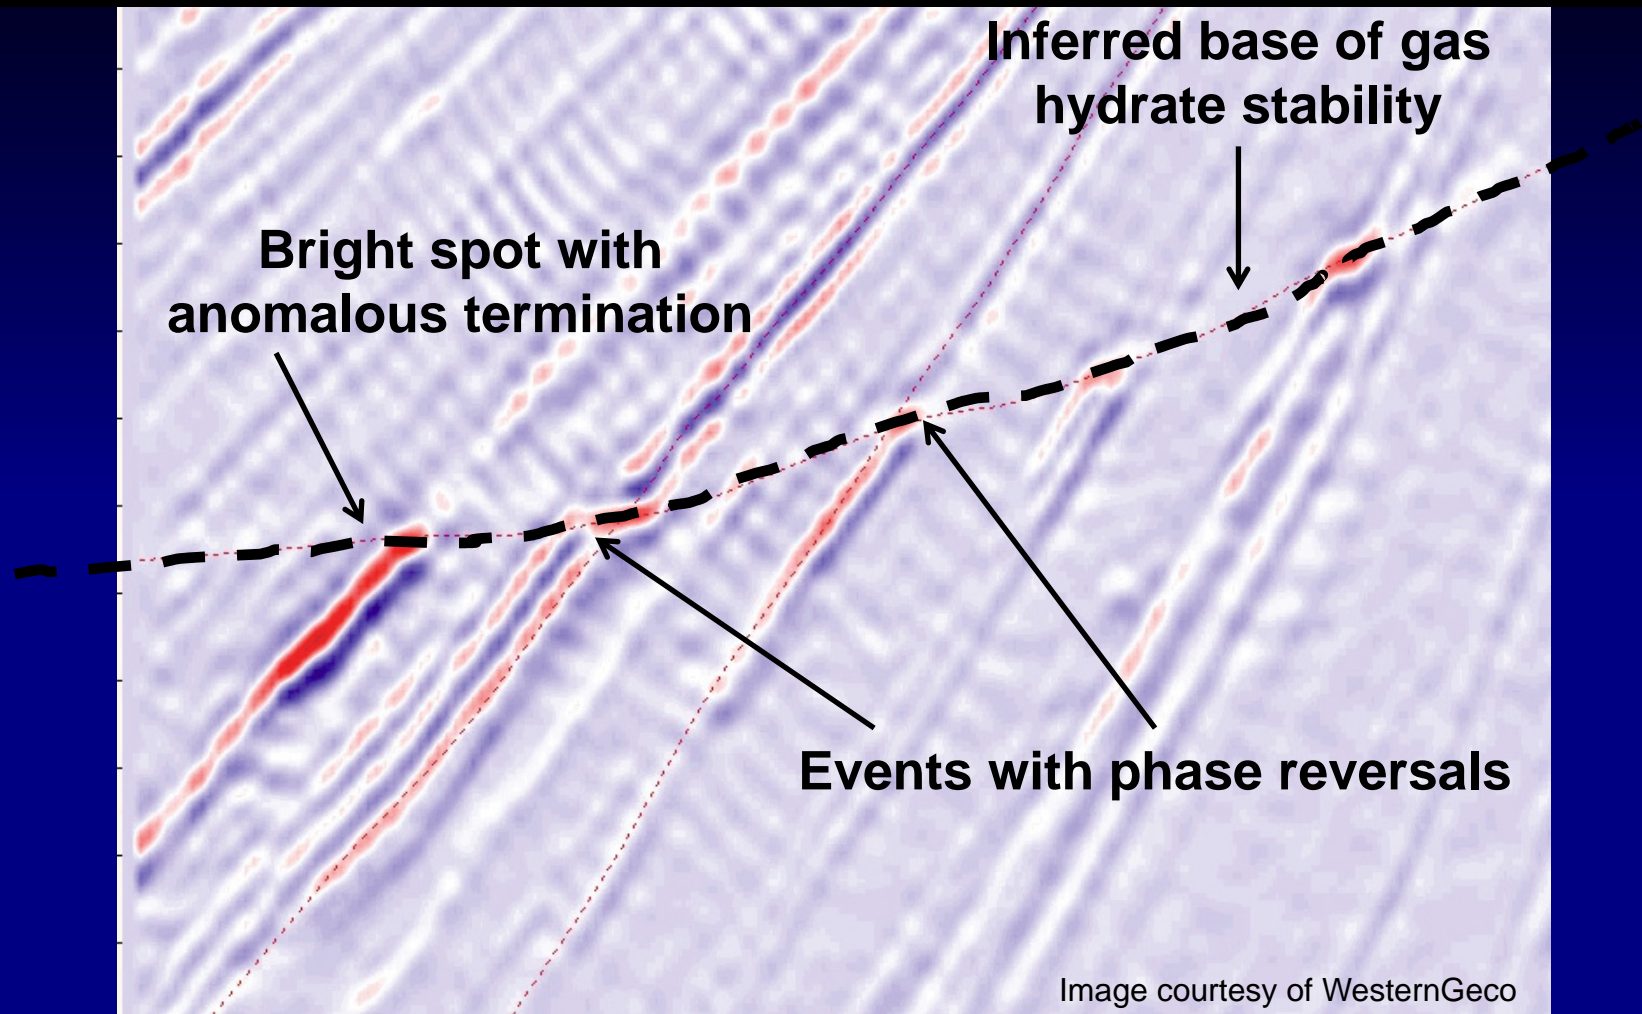 Inferred base of gas
hydrate stability
Bright spot with
anomalous termination
Events with phase reversals
Image courtesy of WesternGeco